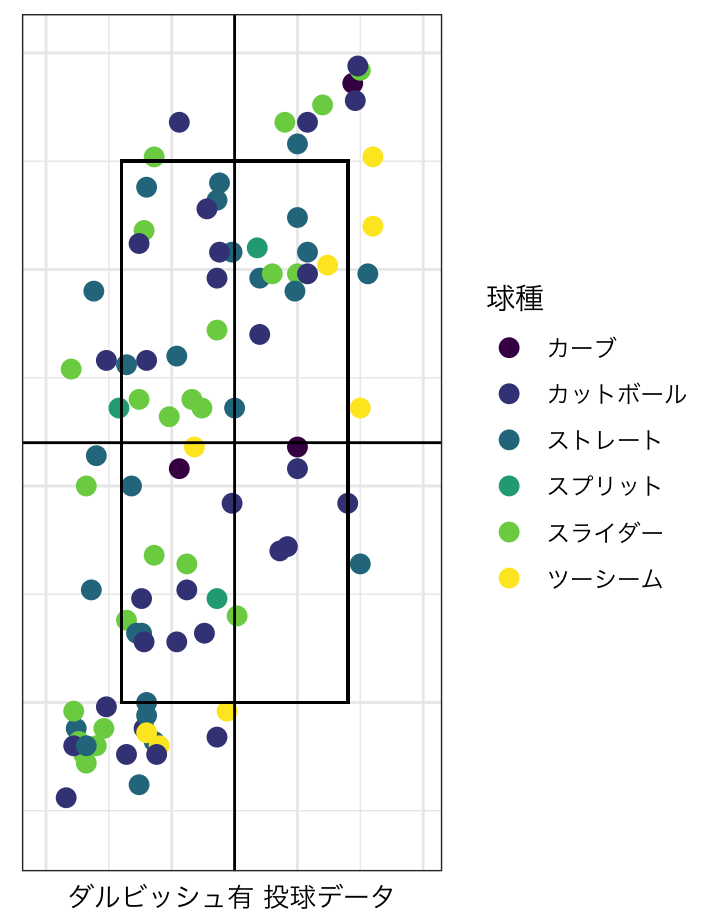 球種
カーブ
カットボール
ストレート
スプリット
スライダー
ツーシーム
ダルビッシュ有 投球データ